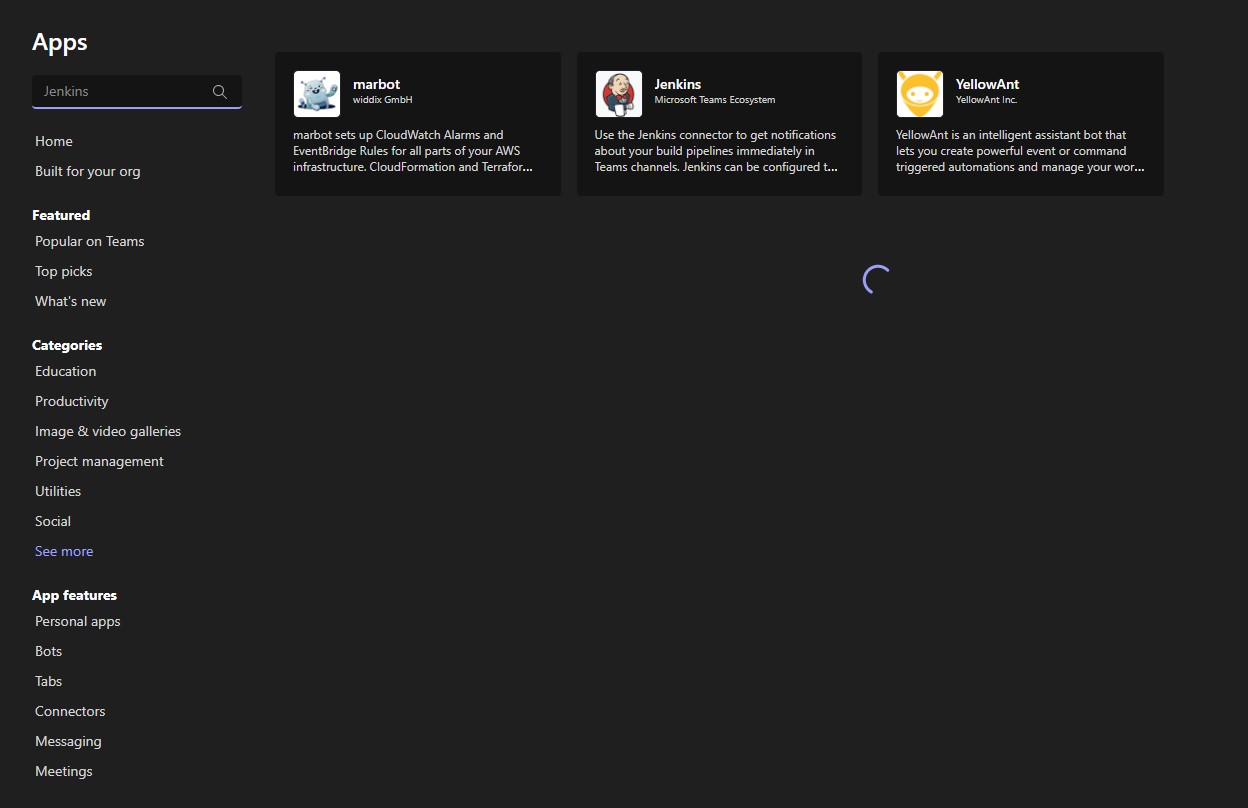 Apps
Jenkins
Home
Built for your org
Featured
Popular on Teams
Top picks
What's new
Categories
Education
Productivity
Image & video galleries
Project management
Utilities
Social
See more
App features
Personal apps
Bots
Tabs
Connectors
Messaging
Meetings
marbot
widdix GmbH
marbot sets up CloudWatch Alarms and
EventBridge Rules for all parts of your AWS
infrastructure. CloudFormation and Terrafor...
Jenkins
Microsoft Teams Ecosystem
Use the Jenkins connector to get notifications
about your build pipelines immediately in
Teams channels. Jenkins can be configured t...
YellowAnt
YellowAnt Inc.
YellowAnt is an intelligent assistant bot that
lets you create powerful event or command
triggered automations and manage your wor...